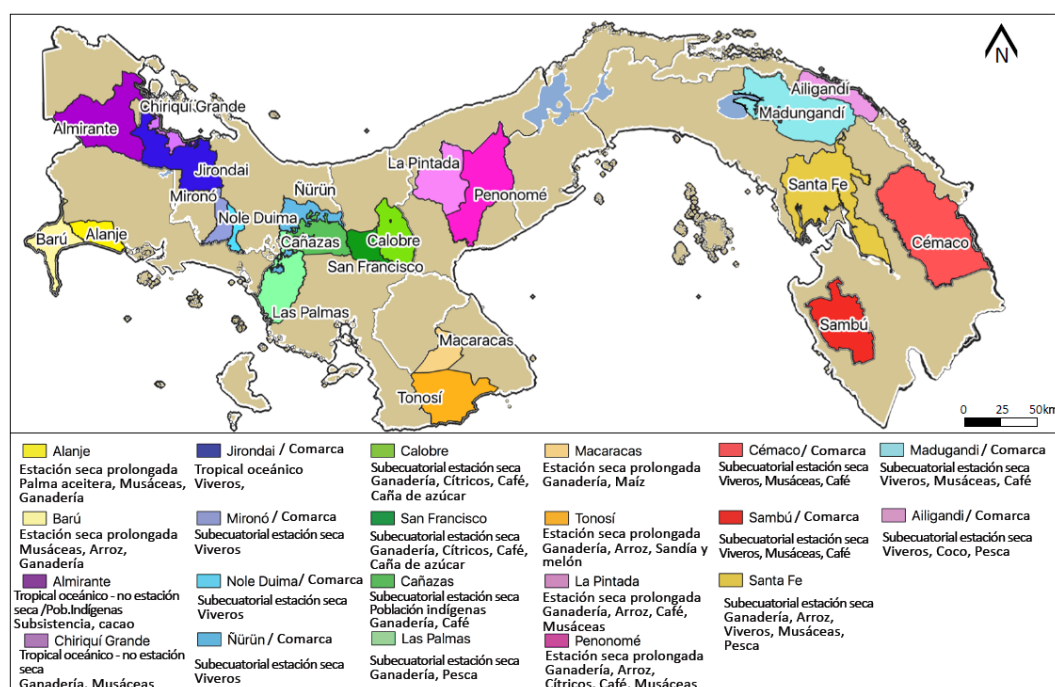 N
Chiriquí Grande
Almirante
Jirondai
Mironó
Ñürün
Nole Duima
Barú
Alanje
Cañazas
Calobre
San Francisco
Las Palmas
La Pintada
Penonomé
Macaracas
Tonosí
Ailigandí
Madungandí
Santa Fe
Cémaco
Sambú
0 25 50km
Alanje
Estación seca prolongada
Palma aceitera, Musáceas,
Ganadería
Barú
Estación seca prolongada
Musáceas, Arroz,
Ganadería
Almirante
Tropical oceánico - no estación
seca /Pob.Indígenas
Subsistencia, cacao
Chiriquí Grande
Tropical oceánico - no estación
seca
Ganadería, Musáceas
Jirondai / Comarca
Tropical oceánico
Viveros,
Mironó / Comarca
Subecuatorial estación seca
Viveros
Nole Duima/ Comarca
Subecuatorial estación seca
Viveros
Ñürün / Comarca
Subecuatorial estación seca
Viveros
Calobre
Subecuatorial estación seca
Ganadería, Cítricos, Café,
Caña de azúcar
San Francisco
Subecuatorial estación seca
Ganadería, Cítricos, Café,
Caña de azúcar
Cañazas
Subecuatorial estación seca
Población indígenas
Ganadería, Café
Las Palmas
Subecuatorial estación seca
Ganadería, Pesca
Macaracas
Estación seca prolongada
Ganadería, Maíz
Tonosí
Estación seca prolongada
Ganadería, Arroz, Sandía y
melón
La Pintada
Estación seca prolongada
Ganadería, Arroz, Café,
Musáceas
Penonomé
Estación seca prolongada
Ganadería, Arroz,
Cítricos, Café, Musáceas
Cémaco / Comarca
Subecuatorial estación seca
Viveros, Musáceas, Café
Sambú / Comarca
Subecuatorial estación seca
Viveros, Musáceas, Café
Santa Fe
Subecuatorial estación seca
Ganadería, Arroz,
Viveros, Musáceas,
Pesca
Madugandi / Comarca
Subecuatorial estación seca
Viveros, Musáceas, Café
Ailigandi / Comarca
Subecuatorial estación seca
Viveros, Coco, Pesca